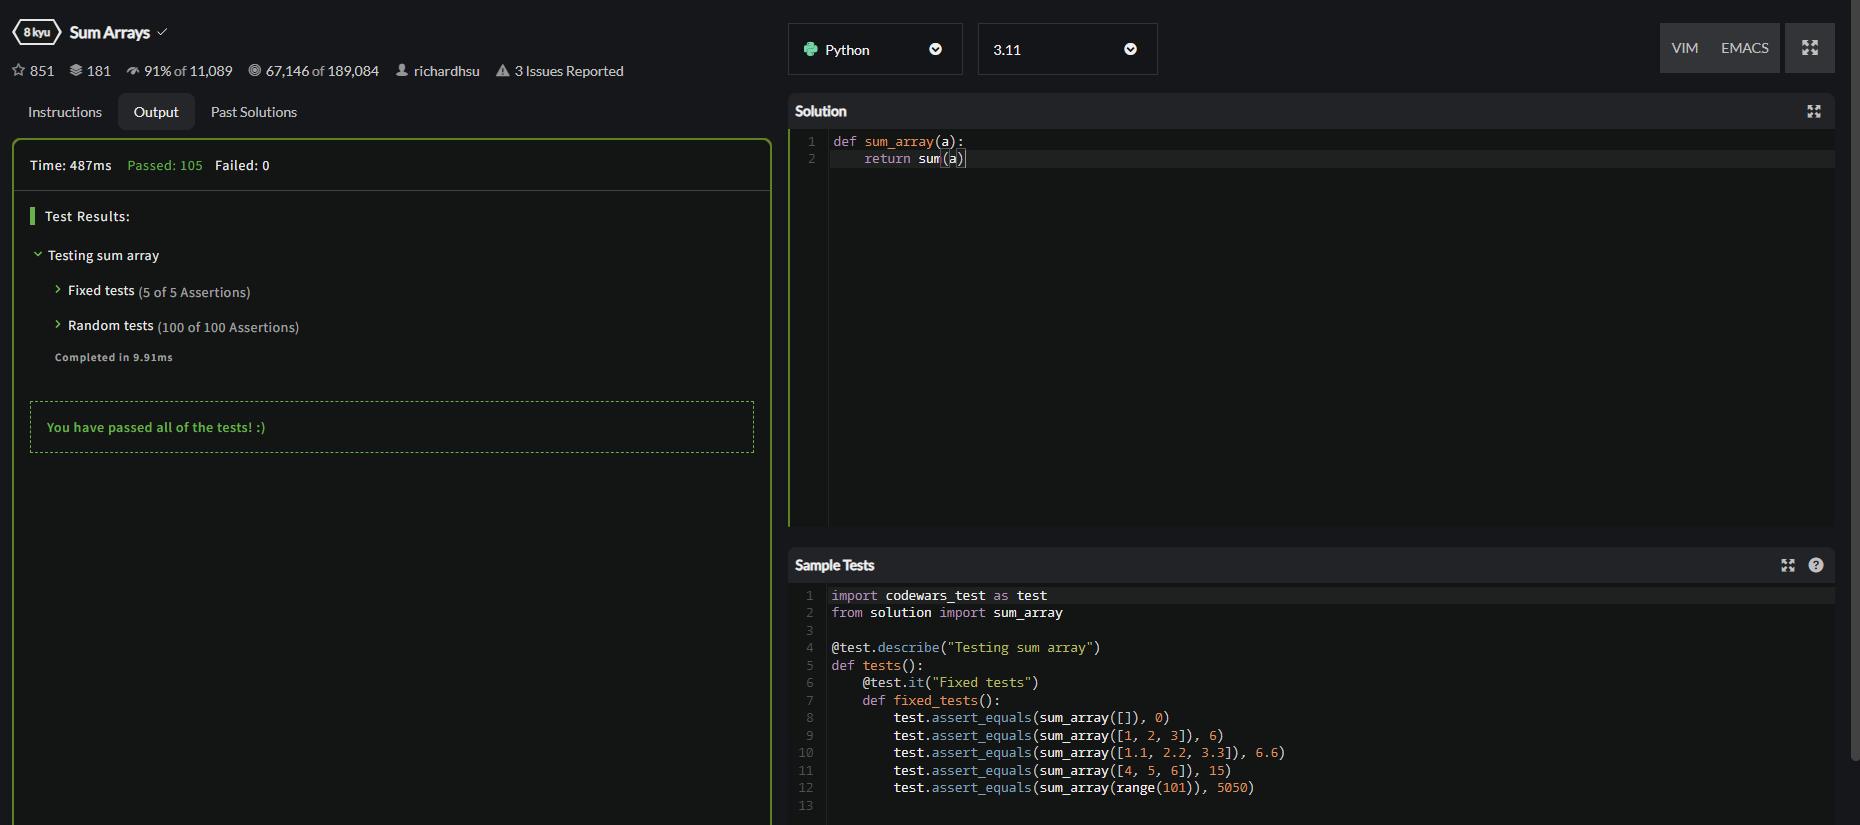 8 kyu Sum Arrays
851 181 91% of 11,089 67,146 of 189,084 richardhsu 3 Issues Reported
Instructions Output Past Solutions
Time: 487ms Passed: 105 Failed: 0
Test Results:
Testing sum array
Fixed tests (5 of 5 Assertions)
Random tests (100 of 100 Assertions)
Completed in 9.91ms
You have passed all of the tests! :)
Python 3.11 VIM EMACS
Solution
1 def sum_array(a):
2     return sum(a)
Sample Tests
1 import codewars_test as test
2 from solution import sum_array
3
4 @test.describe("Testing sum array")
5 def tests():
6     @test.it("Fixed tests")
7     def fixed_tests():
8         test.assert_equals(sum_array([]), 0)
9         test.assert_equals(sum_array([1, 2, 3]), 6)
10         test.assert_equals(sum_array([1.1, 2.2, 3.3]), 6.6)
11         test.assert_equals(sum_array([4, 5, 6]), 15)
12         test.assert_equals(sum_array(range(101)), 5050)
13